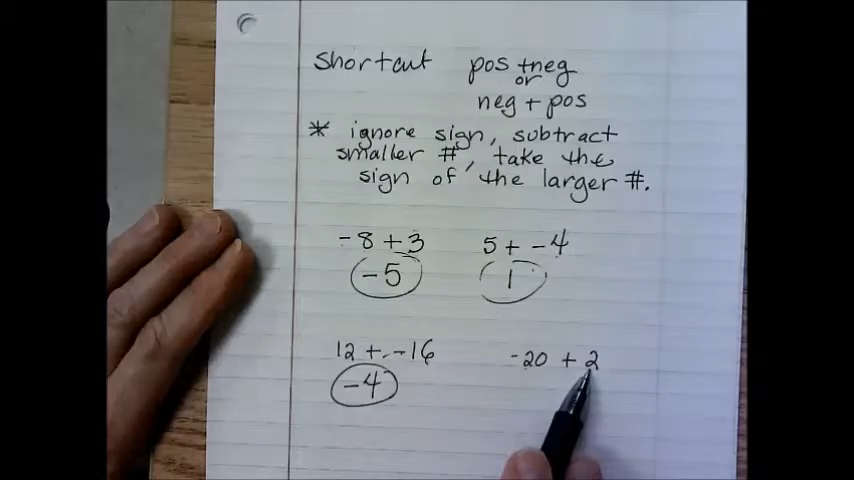 shortcut pos +neg
or
neg + pos
* ignore sign, subtract
smaller #, take the
sign of the larger #.
-8 + 3 5 + -4
-5 1
12 + -16 -20 + 2
-4